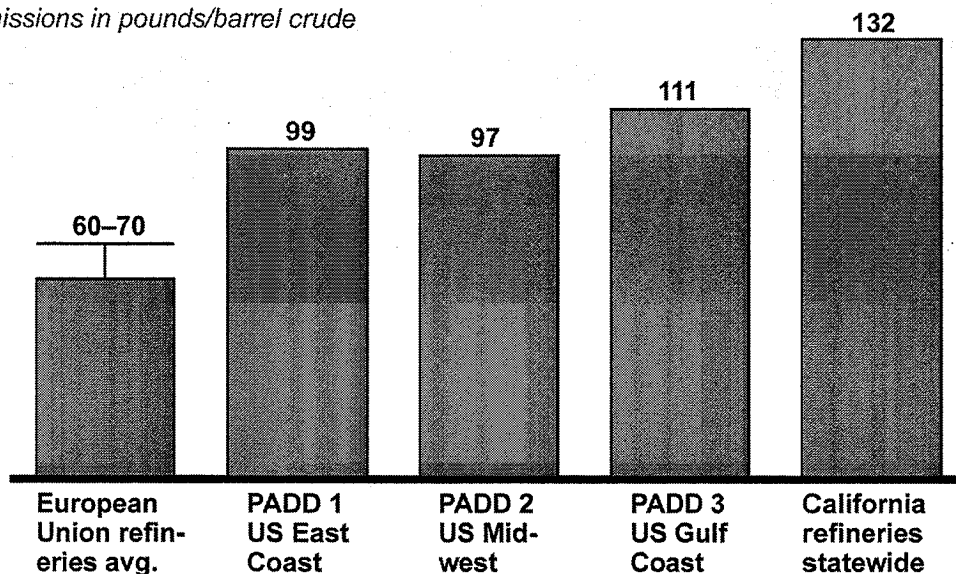 nissions in pounds/barrel crude
132
111
99
97
60–70
European
Union refin-
eries avg.
PADD 1
US East
Coast
PADD 2
US Mid-
west
PADD 3
US Gulf
Coast
California
refineries
statewide